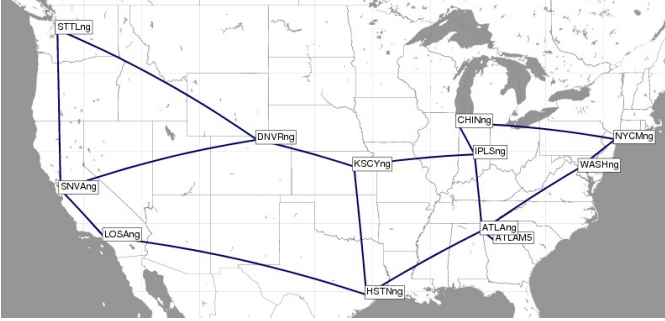 STTLng
CHINng
DNVRng
NYCMng
IPLSng
KSCYng
WASHng
SNVAng
ATLAng
LOSAng
ATLAM5
HSTNng